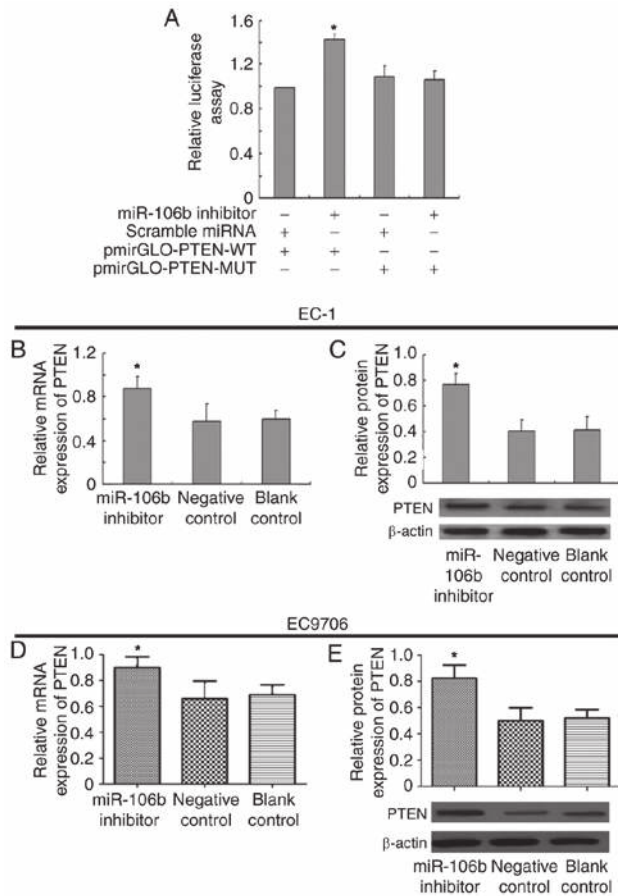 A
Relative luciferase
assay
1.6
1.2
0.8
0.4
0
*
miR-106b inhibitor – + – +
Scramble miRNA + – + –
pmirGLO-PTEN-WT + + – –
pmirGLO-PTEN-MUT – – + +
EC-1
B
Relative mRNA
expression of PTEN
1.2
0.9
0.6
0.3
0
*
miR-106b
inhibitor
Negative
control
Blank
control
C
Relative protein
expression of PTEN
1.0
0.8
0.6
0.4
0.2
0
*
PTEN
β-actin
miR-
106b
inhibitor
Negative
control
Blank
control
EC9706
D
Relative mRNA
expression of PTEN
1.0
0.8
0.6
0.4
0.2
0
*
miR-106b
inhibitor
Negative
control
Blank
control
E
Relative protein
expression of PTEN
1.0
0.8
0.6
0.4
0.2
0
*
PTEN
β-actin
miR-106b
inhibitor
Negative
control
Blank
control